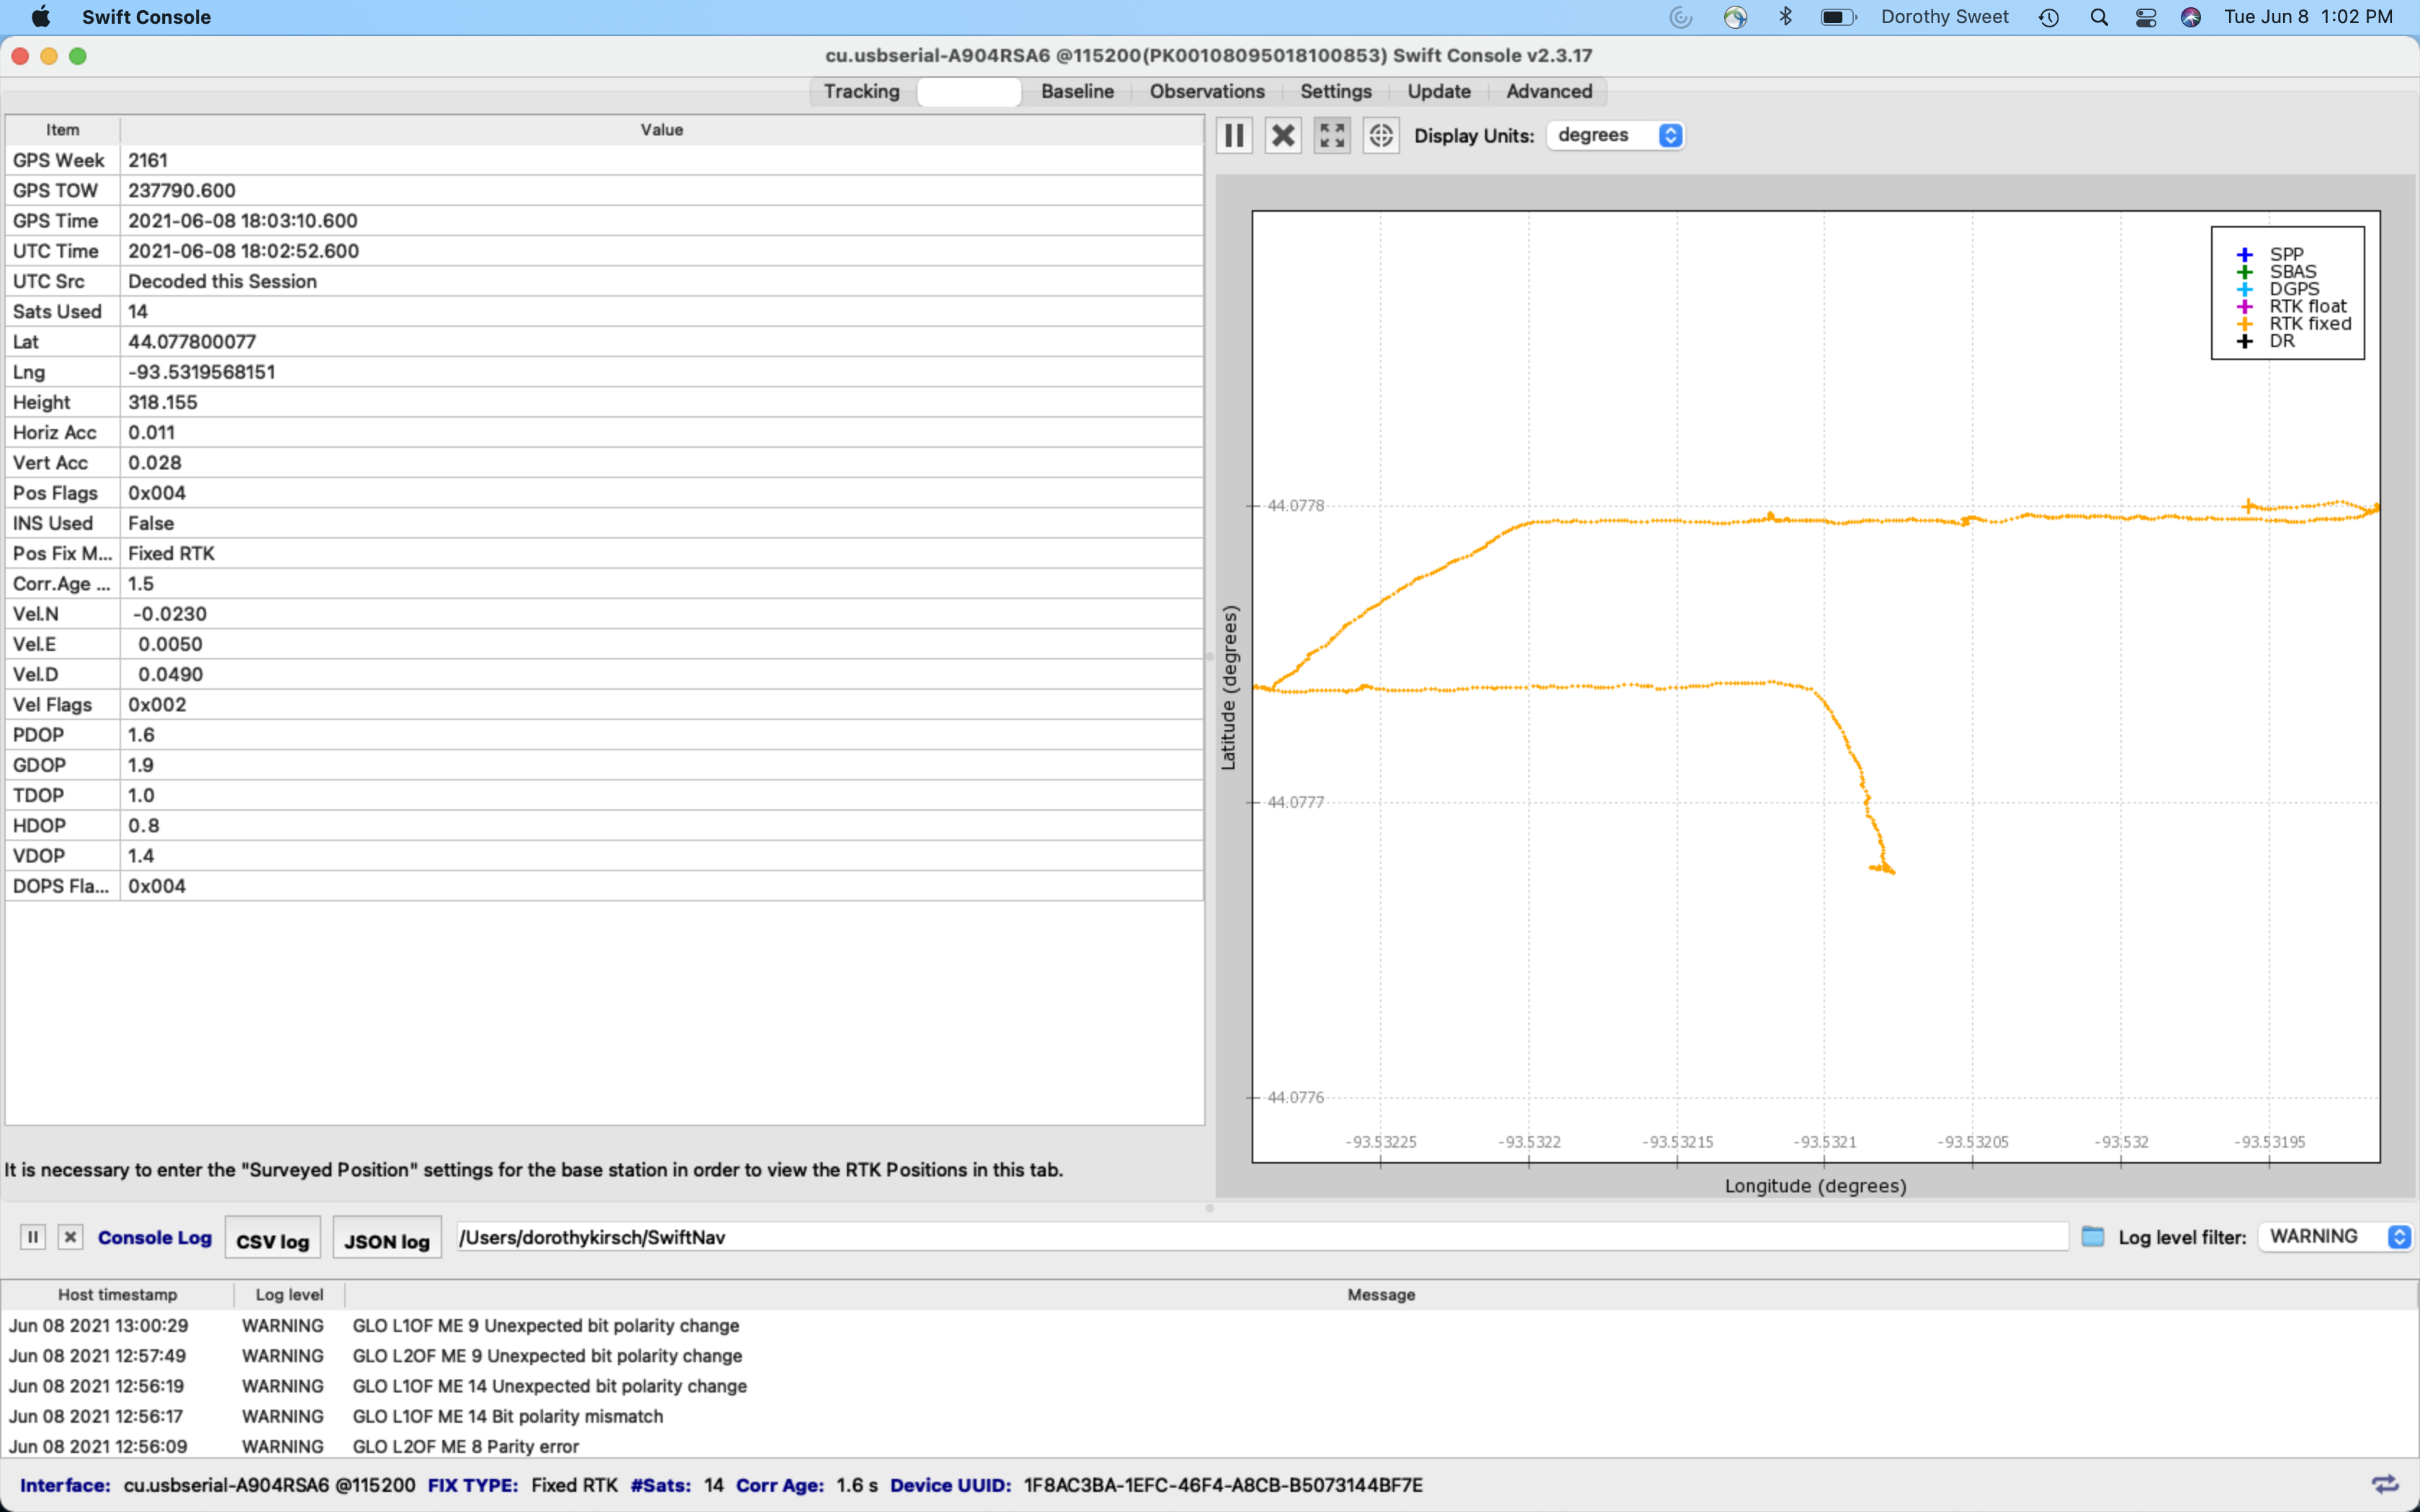 Swift Console Dorothy Sweet Tue Jun 8 1:02 PM
cu.usbserial-A904RSA6 @115200(PK00108095018100853) Swift Console v2.3.17
Tracking Baseline Observations Settings Update Advanced
Item Value
GPS Week 2161
GPS TOW 237790.600
GPS Time 2021-06-08 18:03:10.600
UTC Time 2021-06-08 18:02:52.600
UTC Src Decoded this Session
Sats Used 14
Lat 44.077800077
Lng -93.5319568151
Height 318.155
Horiz Acc 0.011
Vert Acc 0.028
Pos Flags 0x004
INS Used False
Pos Fix M... Fixed RTK
Corr.Age ... 1.5
Vel.N -0.0230
Vel.E 0.0050
Vel.D 0.0490
Vel Flags 0x002
PDOP 1.6
GDOP 1.9
TDOP 1.0
HDOP 0.8
VDOP 1.4
DOPS Fla... 0x004
It is necessary to enter the "Surveyed Position" settings for the base station in order to view the RTK Positions in this tab.
Display Units: degrees
SPP
SBAS
DGPS
RTK float
RTK fixed
DR
Latitude (degrees)
44.0778
44.0777
44.0776
-93.53225 -93.5322 -93.53215 -93.5321 -93.53205 -93.532 -93.53195
Longitude (degrees)
Console Log CSV log JSON log /Users/dorothykirsch/SwiftNav Log level filter: WARNING
Host timestamp Log level Message
Jun 08 2021 13:00:29 WARNING GLO L1OF ME 9 Unexpected bit polarity change
Jun 08 2021 12:57:49 WARNING GLO L2OF ME 9 Unexpected bit polarity change
Jun 08 2021 12:56:19 WARNING GLO L1OF ME 14 Unexpected bit polarity change
Jun 08 2021 12:56:17 WARNING GLO L1OF ME 14 Bit polarity mismatch
Jun 08 2021 12:56:09 WARNING GLO L2OF ME 8 Parity error
Interface: cu.usbserial-A904RSA6 @115200 FIX TYPE: Fixed RTK #Sats: 14 Corr Age: 1.6 s Device UUID: 1F8AC3BA-1EFC-46F4-A8CB-B5073144BF7E